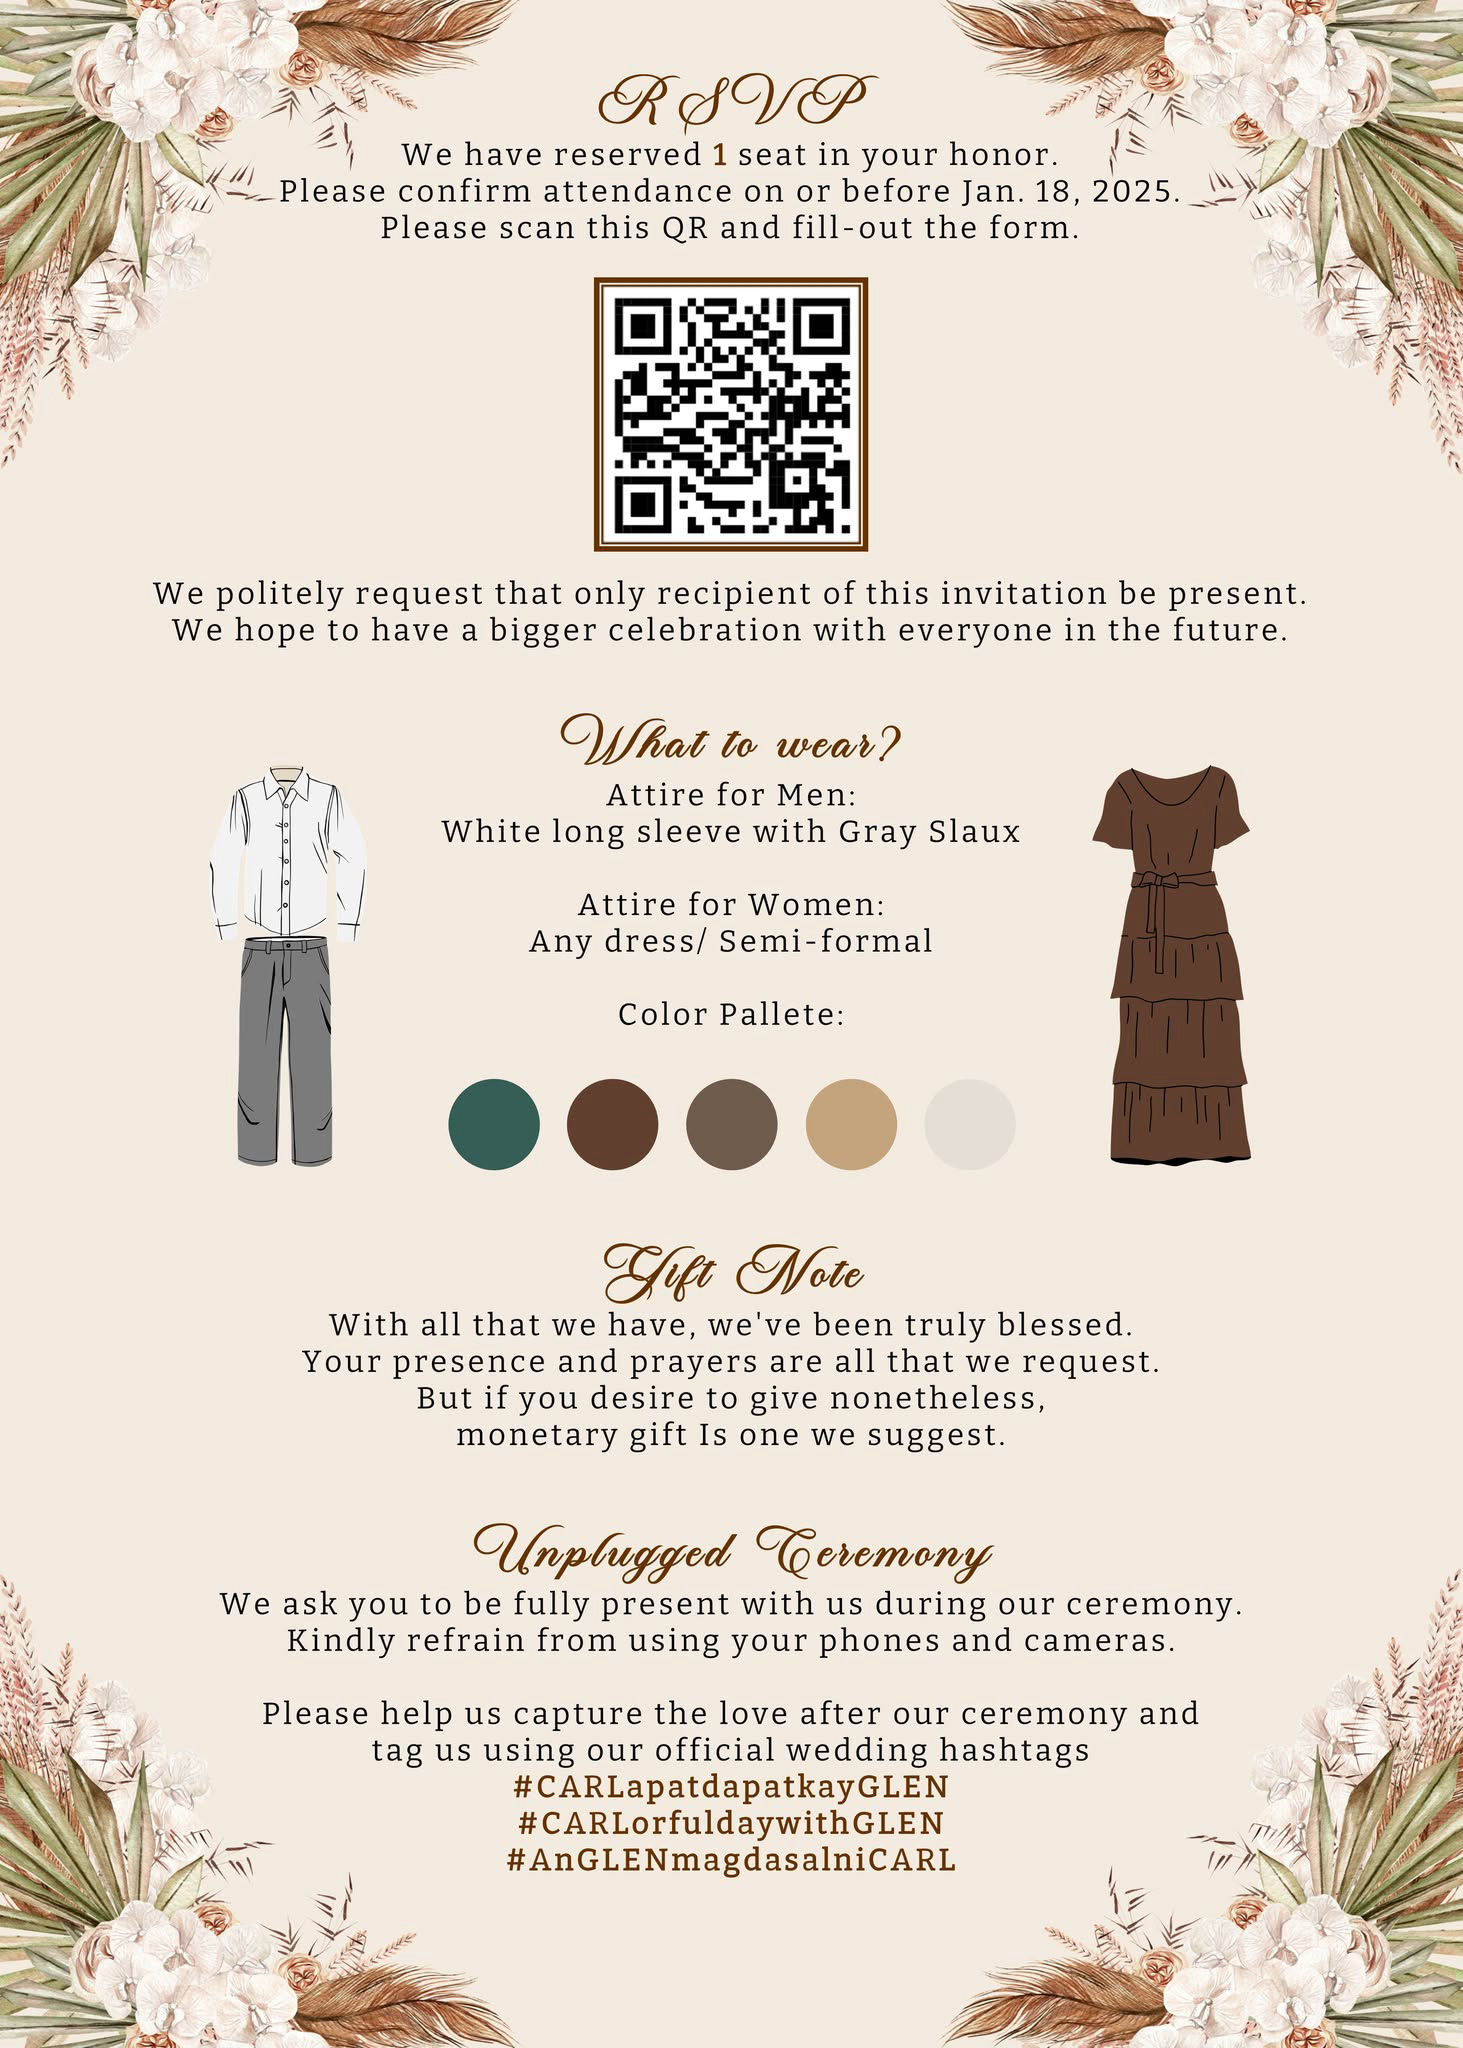 RSVP
We have reserved 1 seat in your honor.
Please confirm attendance on or before Jan. 18, 2025.
Please scan this QR and fill-out the form.
We politely request that only recipient of this invitation be present.
We hope to have a bigger celebration with everyone in the future.
What to wear?
Attire for Men:
White long sleeve with Gray Slaux
Attire for Women:
Any dress/ Semi-formal
Color Pallete:
Gift Note
With all that we have, we've been truly blessed.
Your presence and prayers are all that we request.
But if you desire to give nonetheless,
monetary gift Is one we suggest.
Unplugged Ceremony
We ask you to be fully present with us during our ceremony.
Kindly refrain from using your phones and cameras.
Please help us capture the love after our ceremony and
tag us using our official wedding hashtags
#CARLapatdapatkayGLEN
#CARLorfuldaywithGLEN
#AnGLENmagdasalniCARL